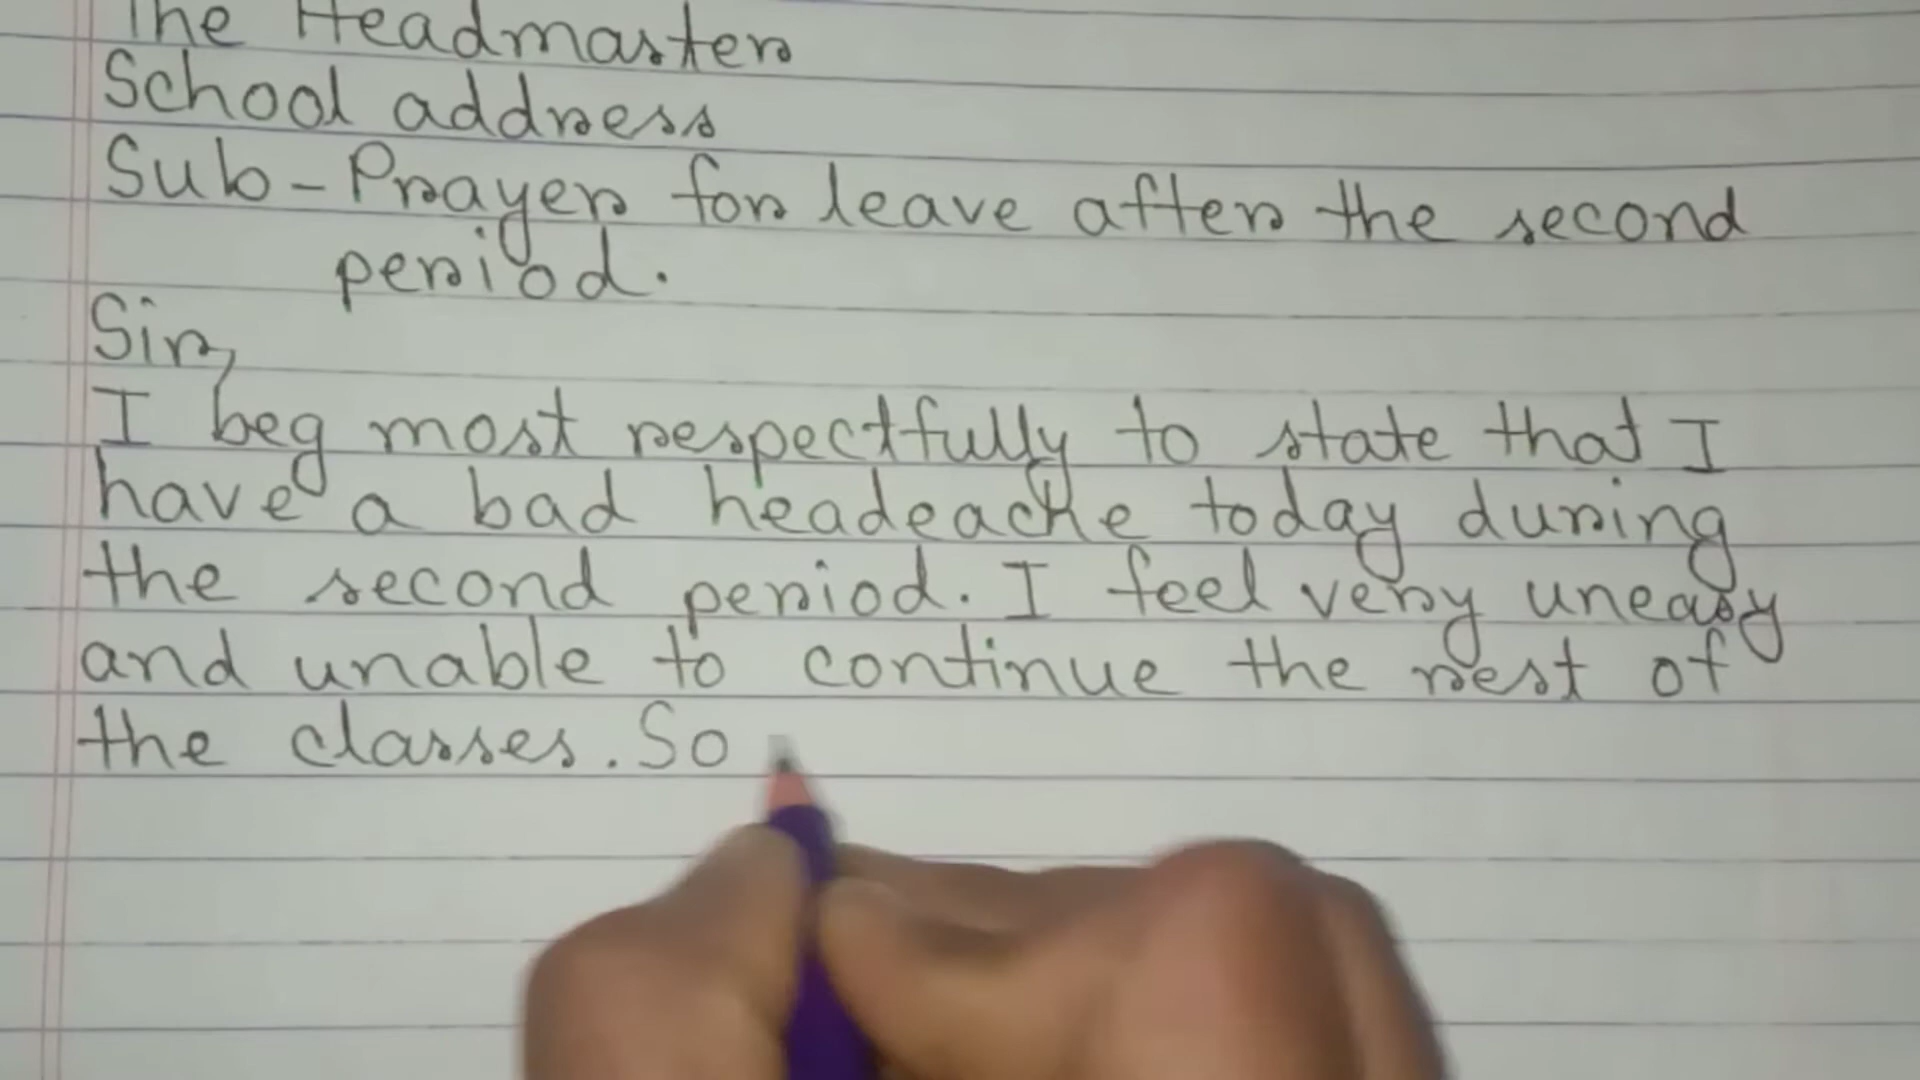 The Headmaster
School address
Sub-Prayer for leave after the second
period.
Sir,
I beg most respectfully to state that I
have a bad headeache today during
the second period. I feel very uneasy
and unable to continue the rest of
the classes. So